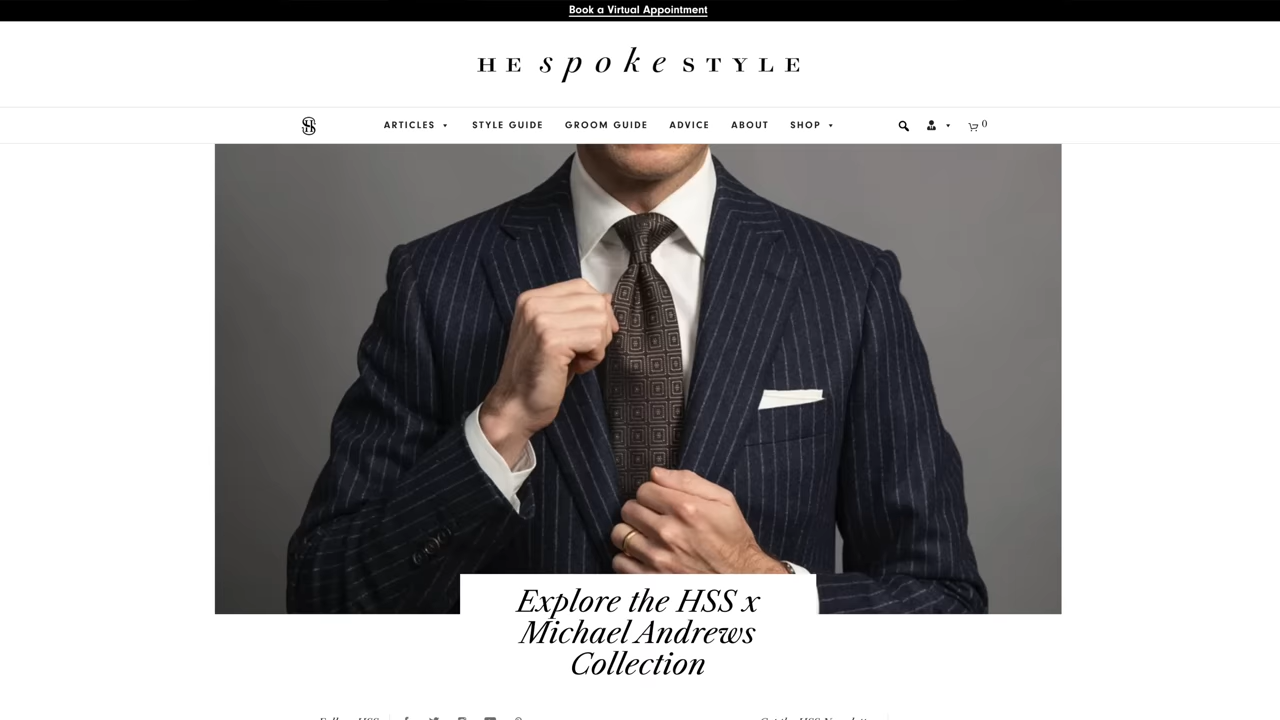 Book a Virtual Appointment
HE spoke STYLE
ARTICLES STYLE GUIDE GROOM GUIDE ADVICE ABOUT SHOP 0
Explore the HSS x
Michael Andrews
Collection